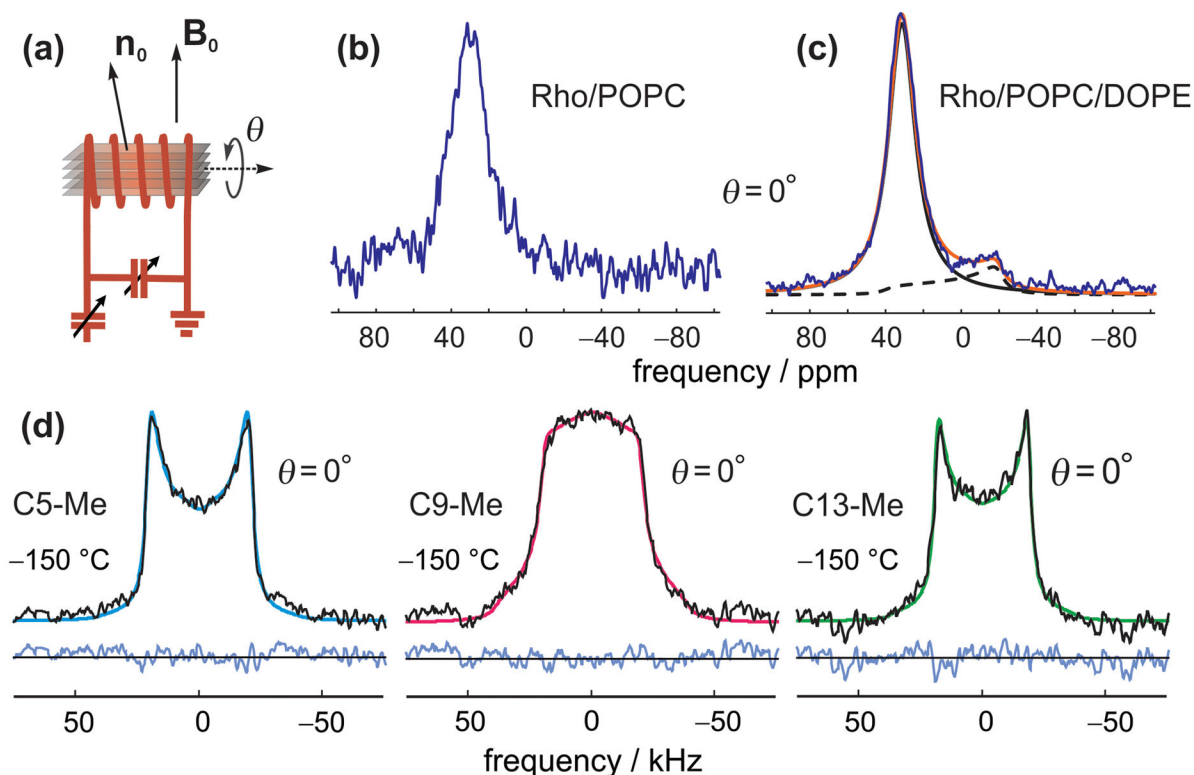 (a)
n₀
B₀
θ
(b)
Rho/POPC
80 40 0 −40 −80
(c)
Rho/POPC/DOPE
θ = 0°
80 40 0 −40 −80
frequency / ppm
(d)
C5-Me
θ = 0°
−150 °C
50 0 −50
C9-Me
θ = 0°
−150 °C
50 0 −50
C13-Me
θ = 0°
−150 °C
50 0 −50
frequency / kHz